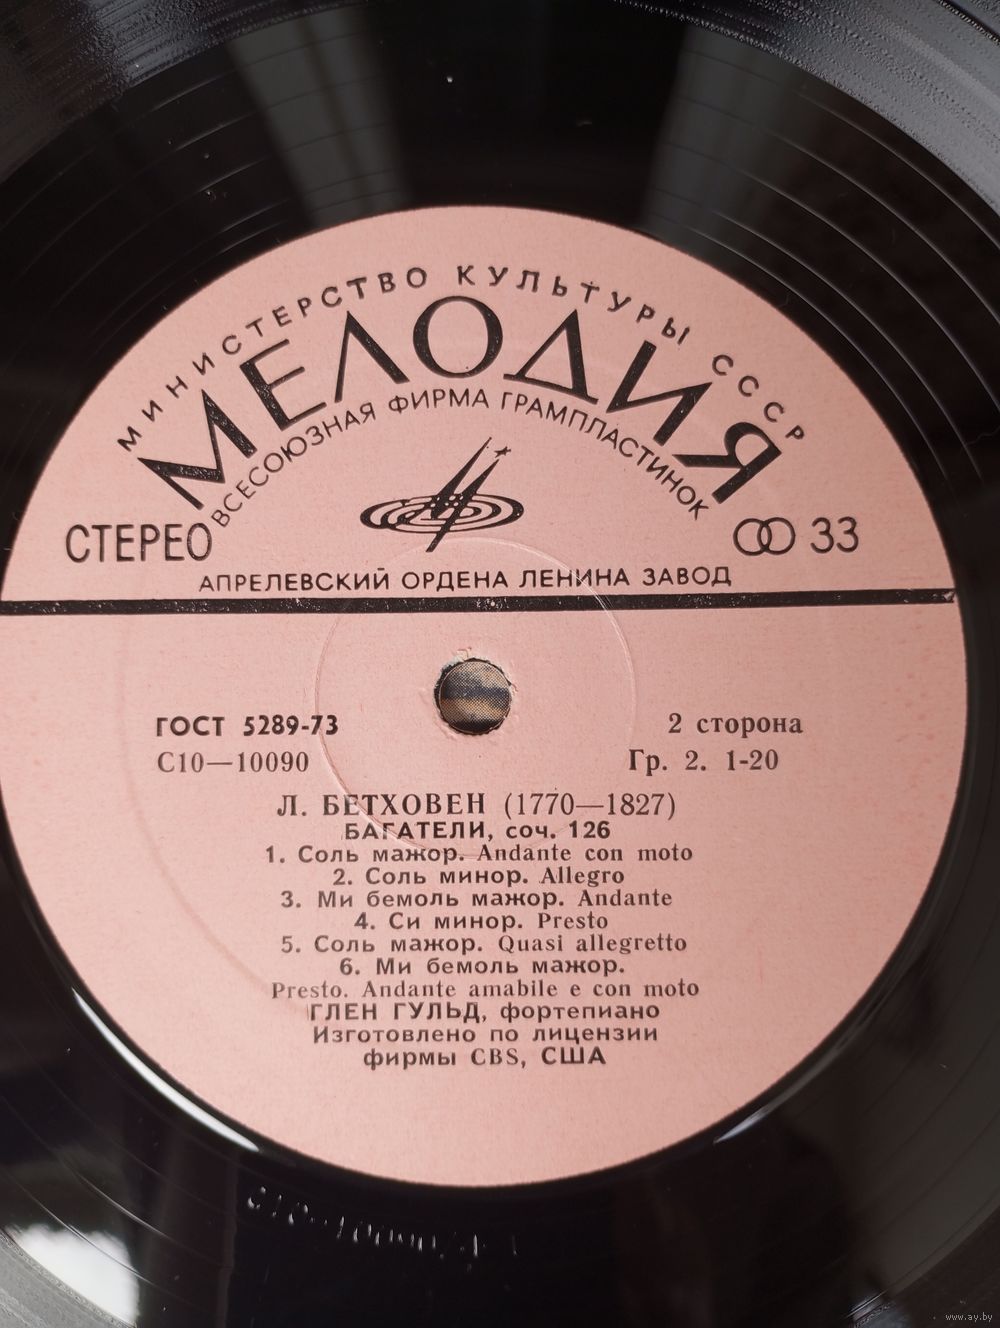 МИНИСТЕРСТВО КУЛЬТУРЫ СССР
МЕЛОДИЯ
ВСЕСОЮЗНАЯ ФИРМА ГРАМПЛАСТИНОК
СТЕРЕО
33
АПРЕЛЕВСКИЙ ОРДЕНА ЛЕНИНА ЗАВОД
ГОСТ 5289-73
2 сторона
С10—10090
Гр. 2. 1-20
Л. БЕТХОВЕН (1770—1827)
БАГАТЕЛИ, соч. 126
1. Соль мажор. Andante con moto
2. Соль минор. Allegro
3. Ми бемоль мажор. Andante
4. Си минор. Presto
5. Соль мажор. Quasi allegretto
6. Ми бемоль мажор.
Presto. Andante amabile e con moto
ГЛЕН ГУЛЬД, фортепиано
Изготовлено по лицензии
фирмы CBS, США
www.ay.by